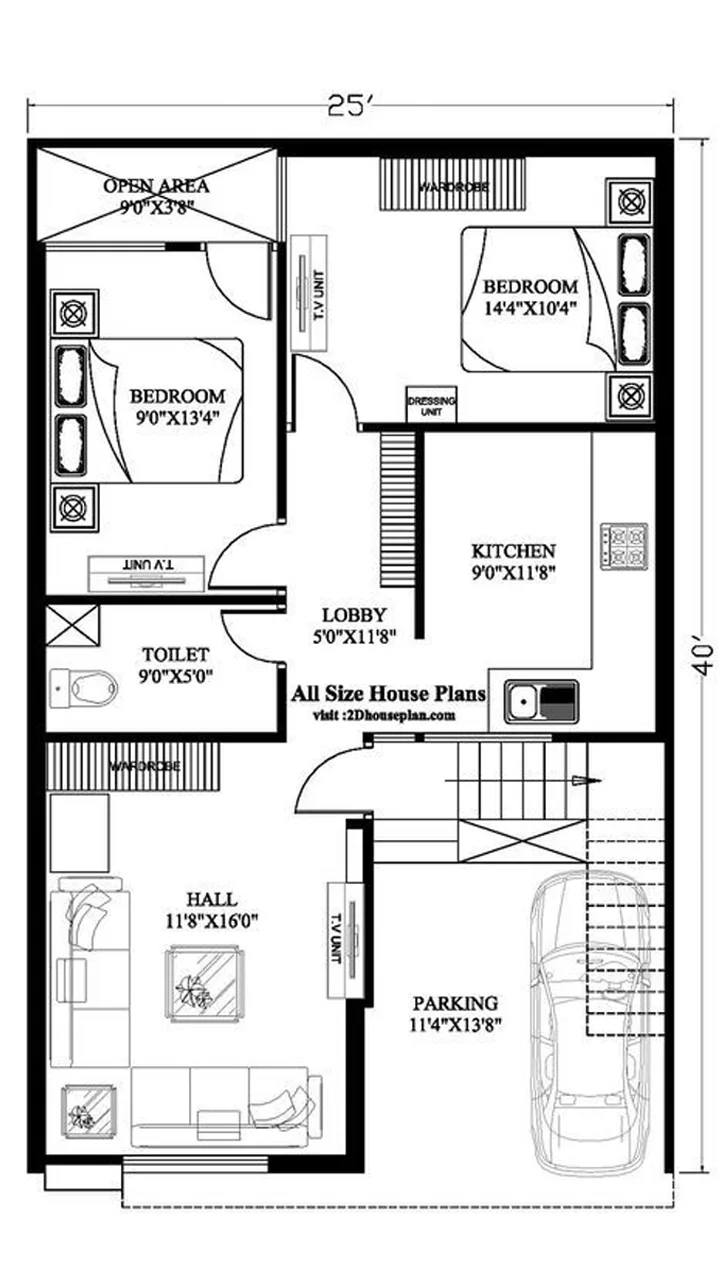 25'
OPEN AREA
9'0"X3'8"
WARDROBE
BEDROOM
14'4"X10'4"
T.V UNIT
DRESSING
UNIT
BEDROOM
9'0"X13'4"
T.V UNIT
KITCHEN
9'0"X11'8"
LOBBY
5'0"X11'8"
40'
TOILET
9'0"X5'0"
All Size House Plans
visit :2Dhouseplan.com
WARDROBE
HALL
11'8"X16'0"
T.V UNIT
PARKING
11'4"X13'8"